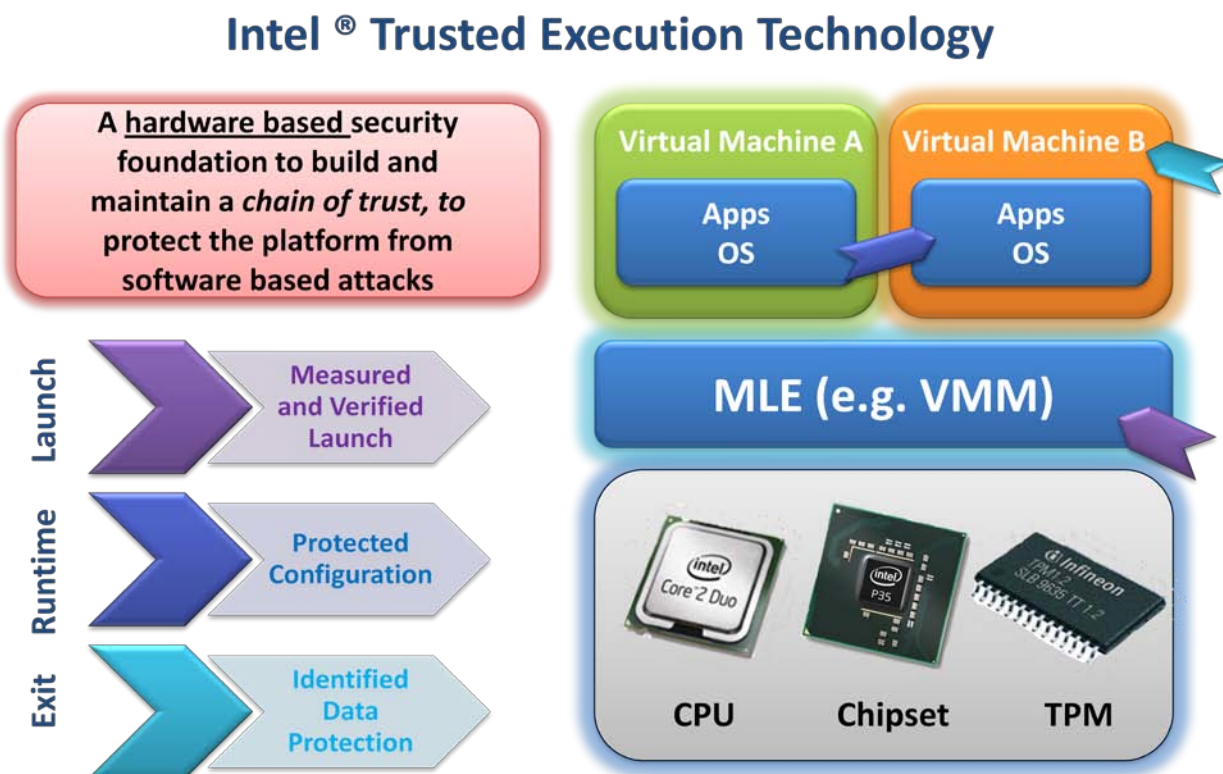 Intel ® Trusted Execution Technology
A hardware based security
foundation to build and
maintain a chain of trust, to
protect the platform from
software based attacks
Launch
Measured
and Verified
Launch
Runtime
Protected
Configuration
Exit
Identified
Data
Protection
Virtual Machine A
Apps
OS
Virtual Machine B
Apps
OS
MLE (e.g. VMM)
intel
Core™2 Duo
intel
P35
Infineon
TPM1.2
SLB 9635 TT 1.2
CPU
Chipset
TPM